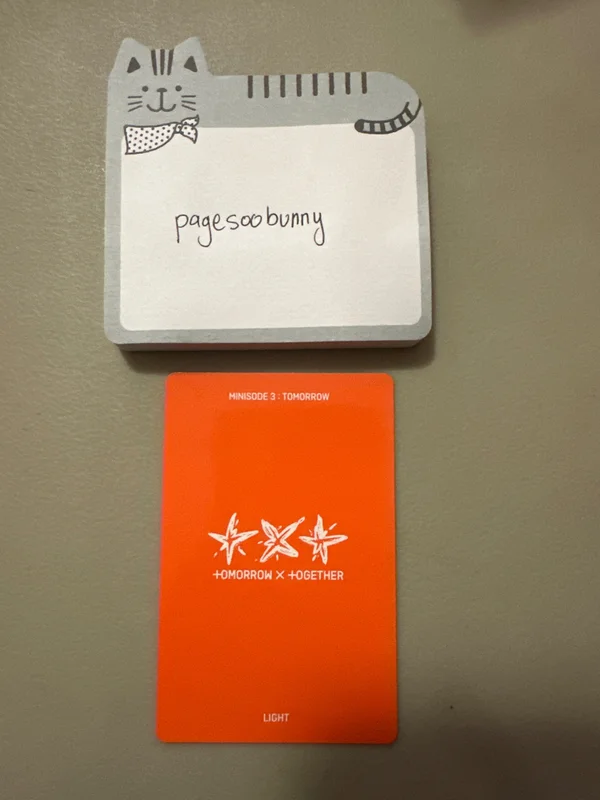 pagesoobunny
MINISODE 3 : TOMORROW
TOMORROW X TOGETHER
LIGHT